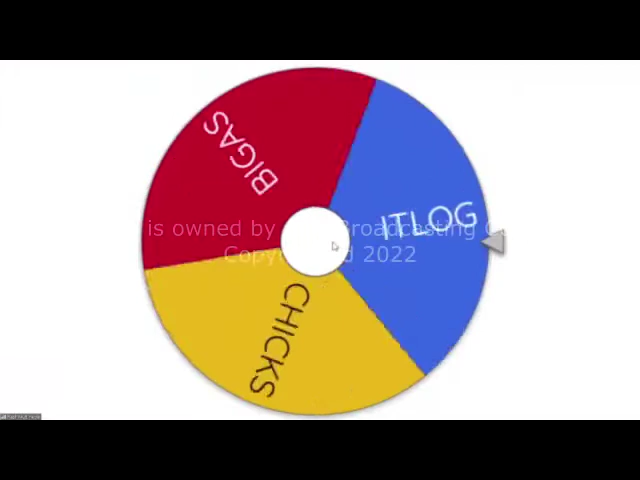 BIGAS
ITLOG
is owned by Broadcasting
Copy d 2022
CHICKS